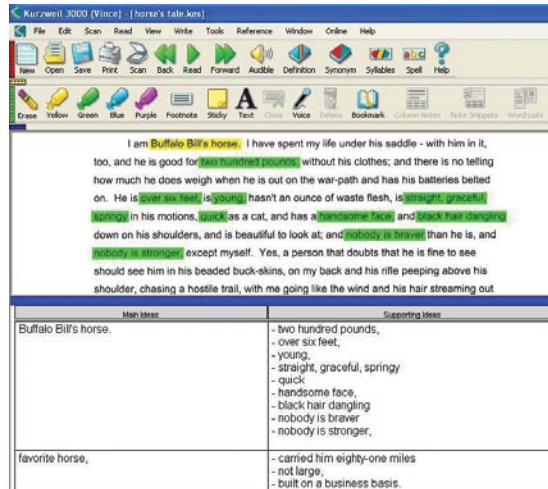 Kurzweil 3000 (Vince) - [horse's tale.kes]
File Edit Scan Read View Write Tools Reference Window Online Help
New Open Save Print Scan Back Read Forward Audible Definition Synonym Syllables Spell Help
Erase Yellow Green Blue Purple Footnote Sticky Text Close Voice Delete Bookmark Column Notes Note Snippets Word Lists
I am Buffalo Bill's horse. I have spent my life under his saddle - with him in it,
too, and he is good for two hundred pounds, without his clothes; and there is no telling
how much he does weigh when he is out on the war-path and has his batteries belted
on. He is over six feet, is young, hasn't an ounce of waste flesh, is straight, graceful,
springy in his motions, quick as a cat, and has a handsome face, and black hair dangling
down on his shoulders, and is beautiful to look at; and nobody is braver than he is, and
nobody is stronger, except myself. Yes, a person that doubts that he is fine to see
should see him in his beaded buck-skins, on my back and his rifle peeping above his
shoulder, chasing a hostile trail, with me going like the wind and his hair streaming out
Main Ideas Supporting Ideas
Buffalo Bill's horse. - two hundred pounds,
- over six feet,
- young,
- straight, graceful, springy
- quick
- handsome face,
- black hair dangling
- nobody is braver
- nobody is stronger,
favorite horse, - carried him eighty-one miles
- not large,
- built on a business basis.